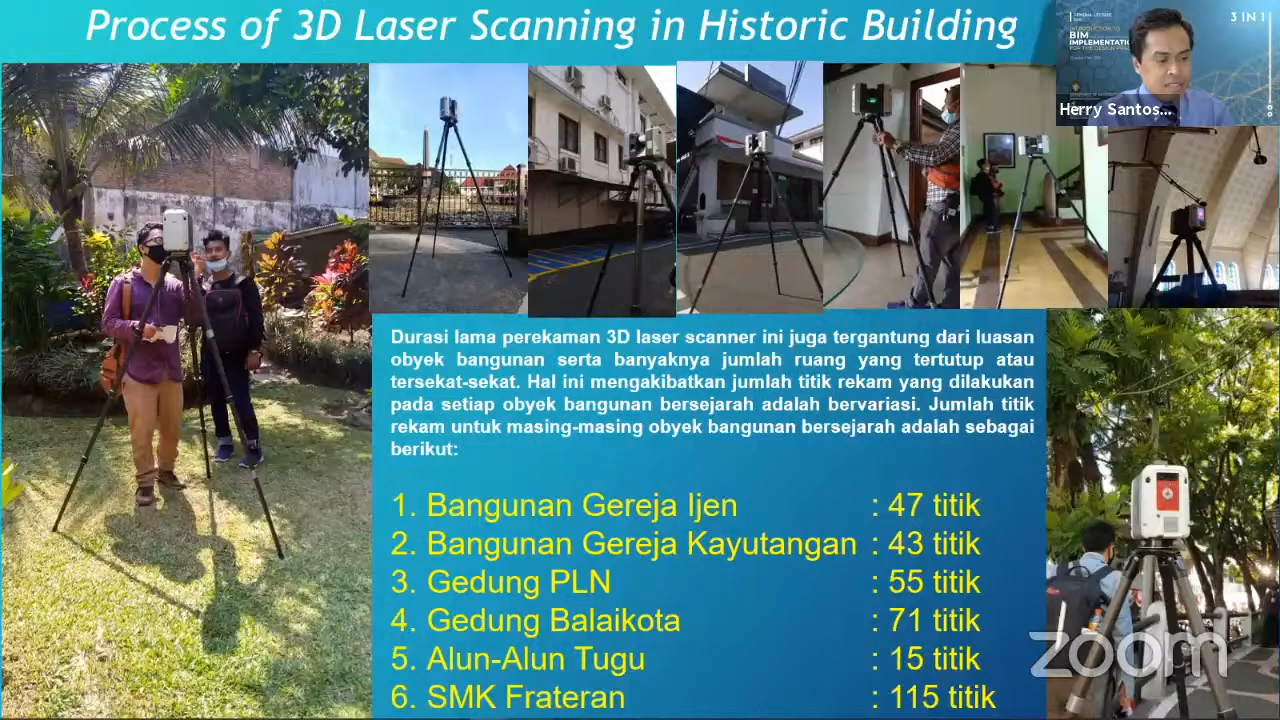 Process of 3D Laser Scanning in Historic Building
3 IN 1
BIM
Herry Santos...
Durasi lama perekaman 3D laser scanner ini juga tergantung dari luasan
obyek bangunan serta banyaknya jumlah ruang yang tertutup atau
tersekat-sekat. Hal ini mengakibatkan jumlah titik rekam yang dilakukan
pada setiap obyek bangunan bersejarah adalah bervariasi. Jumlah titik
rekam untuk masing-masing obyek bangunan bersejarah adalah sebagai
berikut:
1. Bangunan Gereja Ijen : 47 titik
2. Bangunan Gereja Kayutangan : 43 titik
3. Gedung PLN : 55 titik
4. Gedung Balaikota : 71 titik
5. Alun-Alun Tugu : 15 titik
6. SMK Frateran : 115 titik
zoom